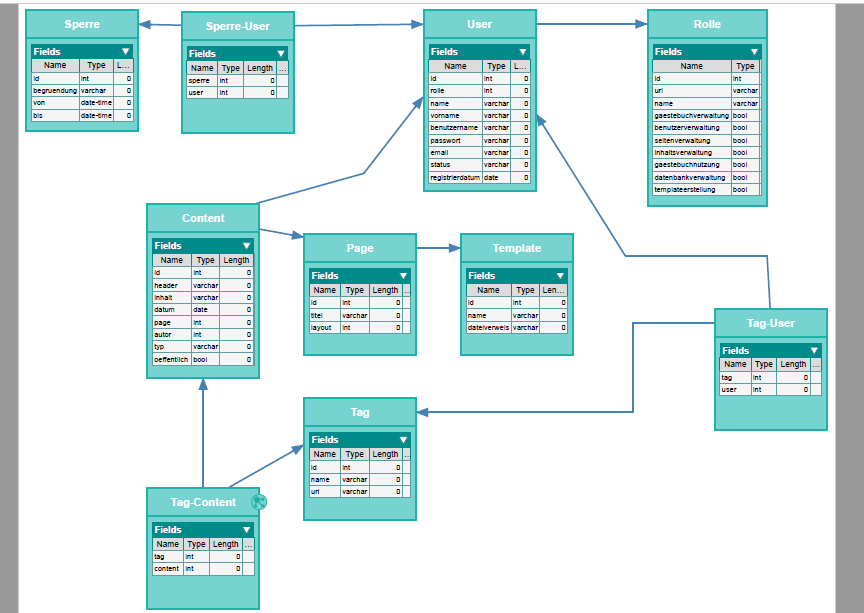 Sperre
Fields
Name Type L...
id int 0
begruendung varchar 0
von date-time 0
bis date-time 0
Sperre-User
Fields
Name Type Length ...
sperre int 0
user int 0
User
Fields
Name Type L...
id int 0
rolle int 0
name varchar 0
vorname varchar 0
benutzername varchar 0
passwort varchar 0
email varchar 0
status varchar 0
registrierdatum date 0
Rolle
Fields
Name Type
id int
url varchar
name varchar
gaestebuchverwaltung bool
benutzerverwaltung bool
seitenverwaltung bool
inhaltsverwaltung bool
gaestebuchnutzung bool
datenbankverwaltung bool
templateerstellung bool
Content
Fields
Name Type Length
id int 0
header varchar 0
inhalt varchar 0
datum date 0
page int 0
autor int 0
typ varchar 0
oeffentlich bool 0
Page
Fields
Name Type Length ...
id int 0
titel varchar 0
layout int 0
Template
Fields
Name Type Len...
id int 0
name varchar 0
dateiverweis varchar 0
Tag-User
Fields
Name Type Length ...
tag int 0
user int 0
Tag
Fields
Name Type Length ...
id int 0
name varchar 0
url varchar 0
Tag-Content
Fields
Name Type Length ...
tag int 0
content int 0